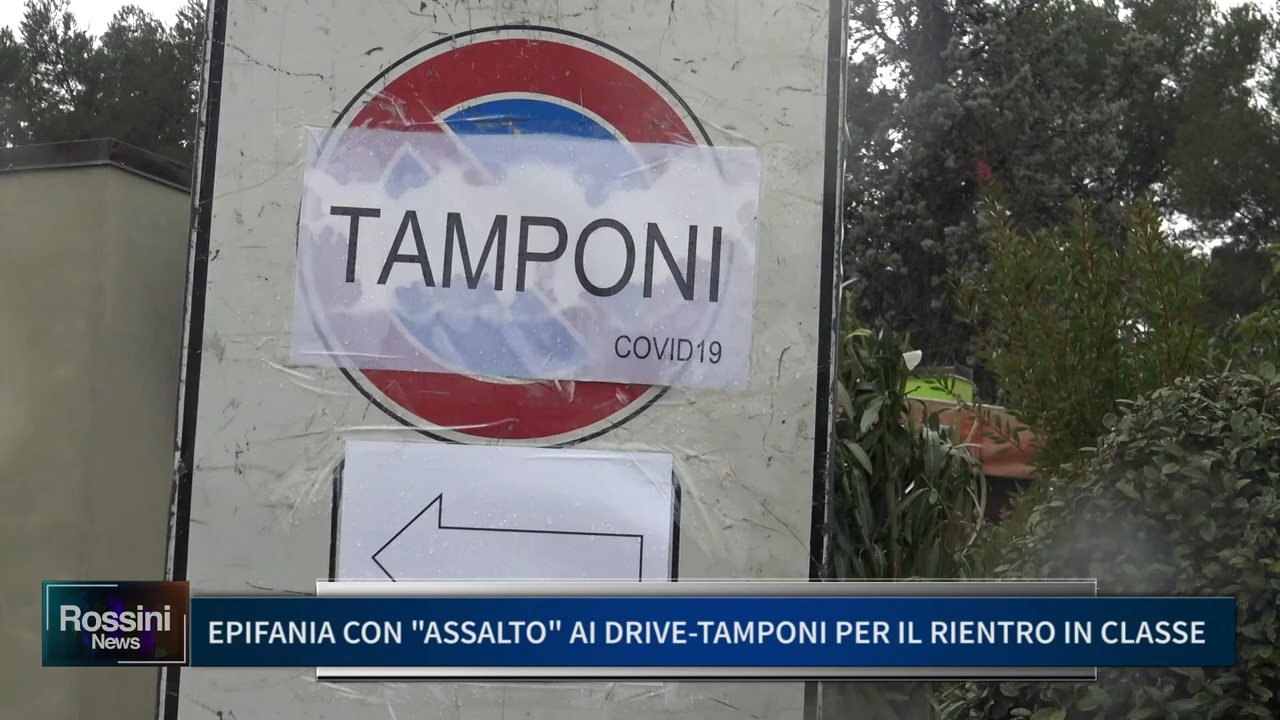 TAMPONI
COVID19
Rossini
News
EPIFANIA CON "ASSALTO" AI DRIVE-TAMPONI PER IL RIENTRO IN CLASSE